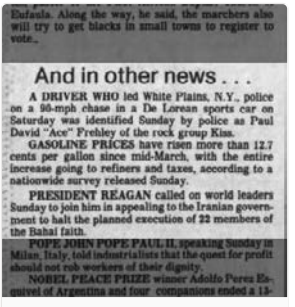 Eufaula. Along the way, he said, the marchers also
will try to get blacks in small towns to register to
vote.
And in other news . . .
A DRIVER WHO led White Plains, N.Y., police
on a 90-mph chase in a De Lorean sports car on
Saturday was identified Sunday by police as Paul
David "Ace" Frehley of the rock group Kiss.
GASOLINE PRICES have risen more than 12.7
cents per gallon since mid-March, with the entire
increase going to refiners and taxes, according to a
nationwide survey released Sunday.
PRESIDENT REAGAN called on world leaders
Sunday to join him in appealing to the Iranian govern-
ment to halt the planned execution of 22 members of
the Bahai faith.
POPE JOHN POPE PAUL II, speaking Sunday in
Milan, Italy, told industrialists that the quest for profit
should not rob workers of their dignity.
NOBEL PEACE PRIZE winner Adolfo Perez Es-
quivel of Argentina and four companions ended a 13-